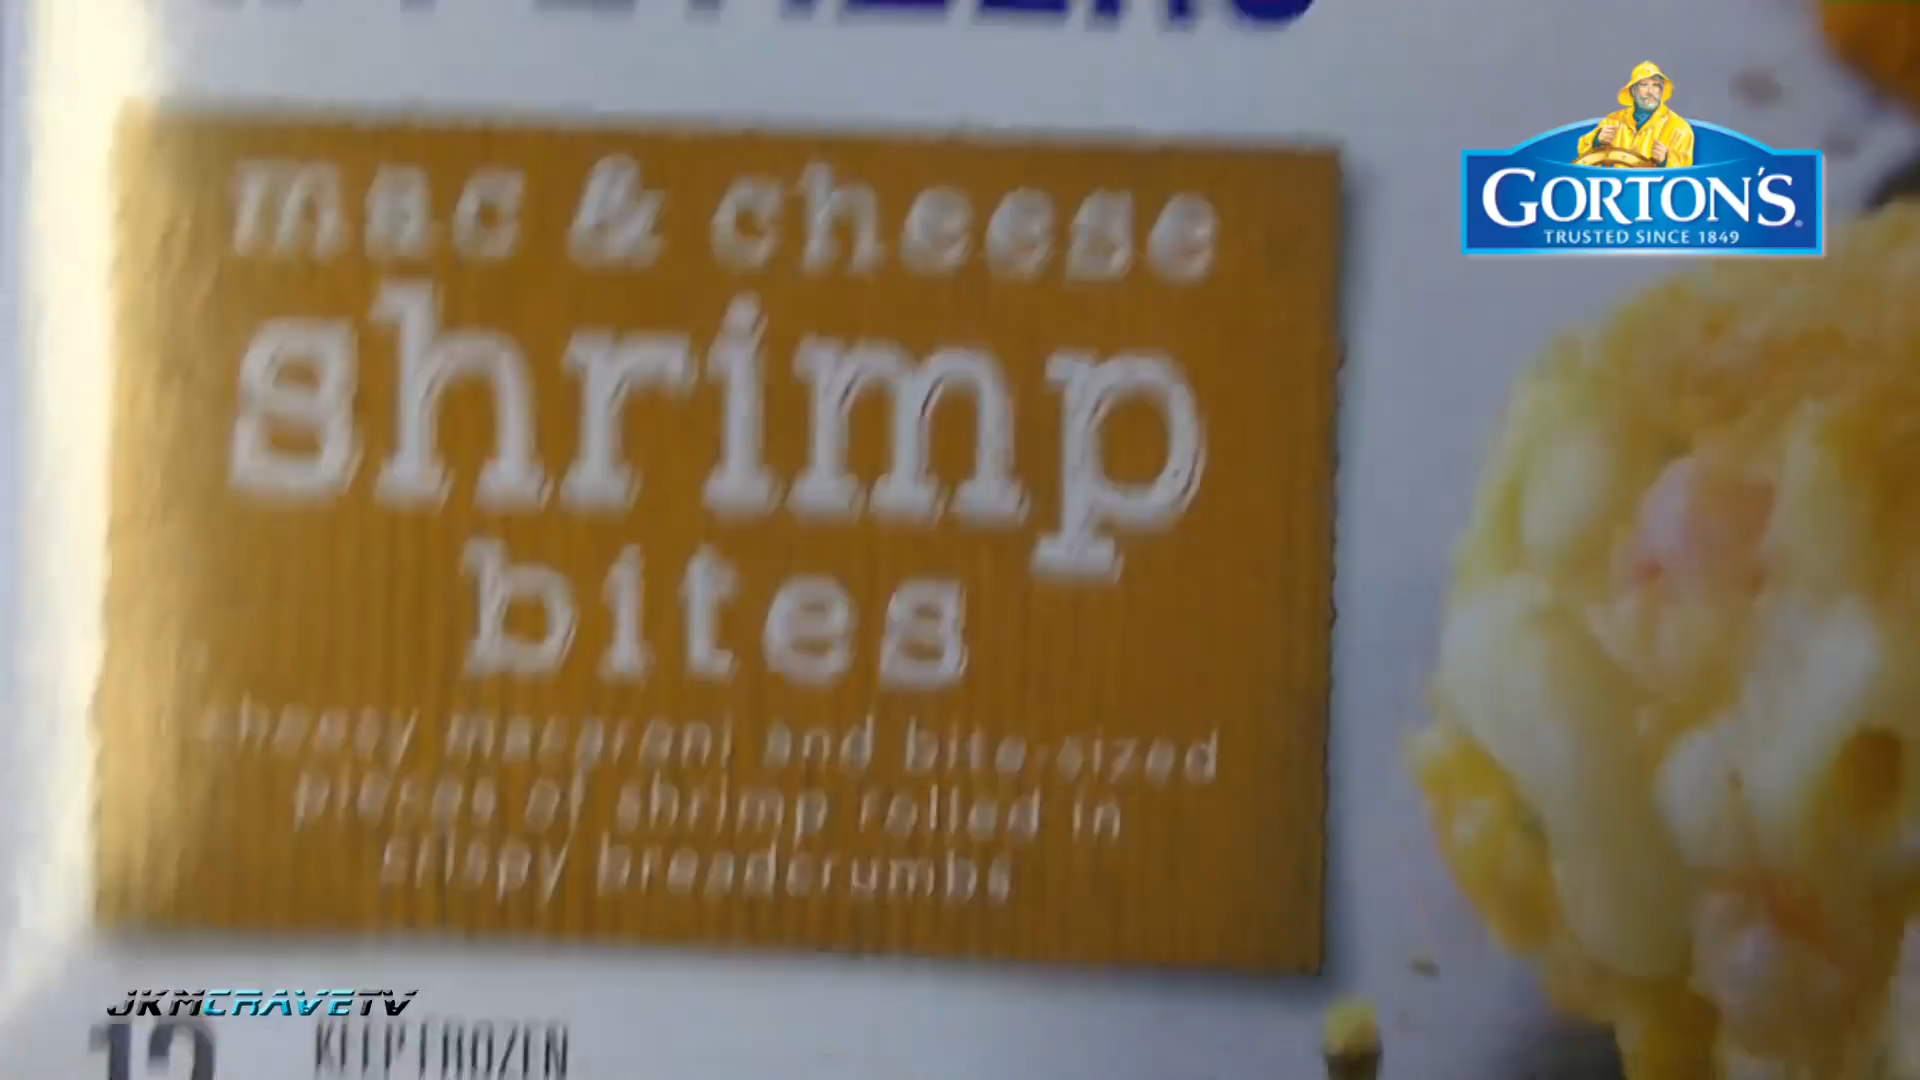 GORTON'S
TRUSTED SINCE 1849
mac & cheese
shrimp
bites
cheesy macaroni and bite-sized
pieces of shrimp rolled in
crispy breadcrumbs
JKMCRAVETV
12
KEEP FROZEN